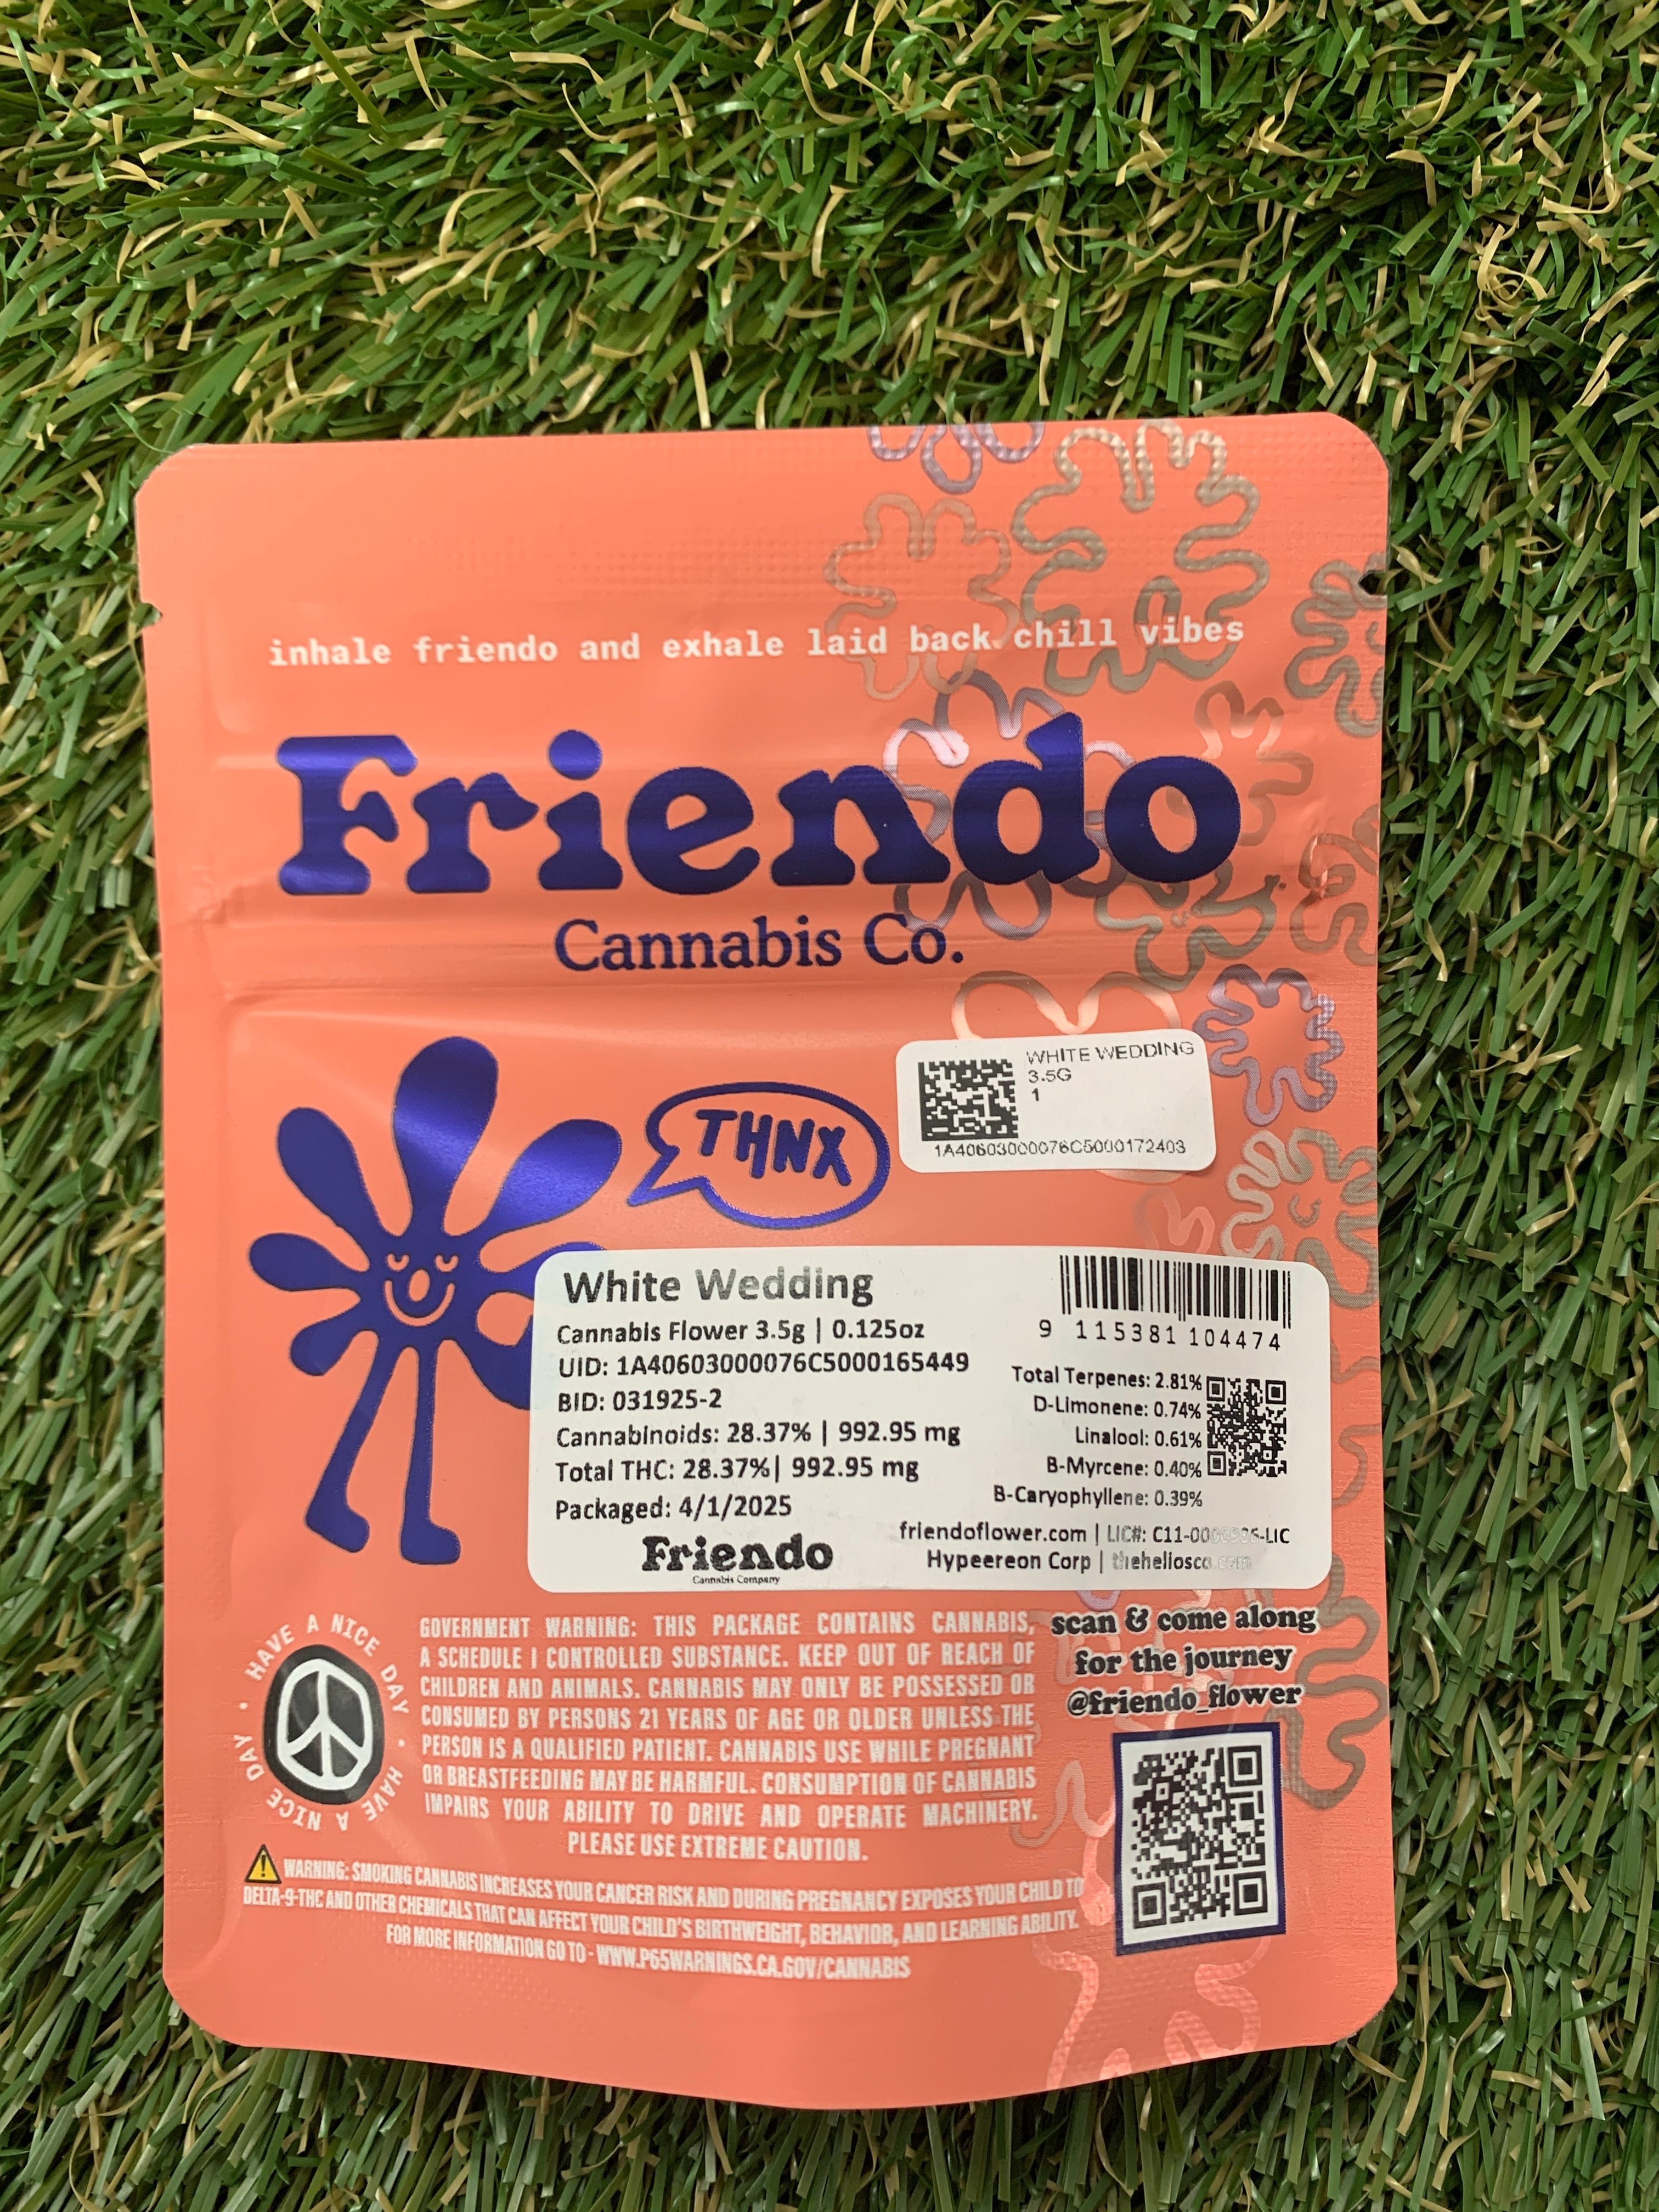 inhale friendo and exhale laid back chill vibes
Friendo
Cannabis Co.
THNX
WHITE WEDDING
3.5G
1
1A40603000076C5000172403
White Wedding
Cannabis Flower 3.5g | 0.125oz
UID: 1A40603000076C5000165449
BID: 031925-2
Cannabinoids: 28.37% | 992.95 mg
Total THC: 28.37%| 992.95 mg
Packaged: 4/1/2025
Friendo
Cannabis Company
9 115381 104474
Total Terpenes: 2.81%
D-Limonene: 0.74%
Linalool: 0.61%
B-Myrcene: 0.40%
B-Caryophyllene: 0.39%
friendoflower.com | LIC#:
Hypeereon Corp |
HAVE A NICE DAY • HAVE A NICE DAY •
GOVERNMENT WARNING: THIS PACKAGE CONTAINS CANNABIS,
A SCHEDULE I CONTROLLED SUBSTANCE. KEEP OUT OF REACH OF
CHILDREN AND ANIMALS. CANNABIS MAY ONLY BE POSSESSED OR
CONSUMED BY PERSONS 21 YEARS OF AGE OR OLDER UNLESS THE
PERSON IS A QUALIFIED PATIENT. CANNABIS USE WHILE PREGNANT
OR BREASTFEEDING MAY BE HARMFUL. CONSUMPTION OF CANNABIS
IMPAIRS YOUR ABILITY TO DRIVE AND OPERATE MACHINERY.
PLEASE USE EXTREME CAUTION.
scan & come along
for the journey
@friendo_flower
WARNING: SMOKING CANNABIS INCREASES YOUR CANCER RISK AND DURING PREGNANCY EXPOSES YOUR CHILD TO
DELTA-9-THC AND OTHER CHEMICALS THAT CAN AFFECT YOUR CHILD'S BIRTHWEIGHT, BEHAVIOR, AND LEARNING ABILITY.
FOR MORE INFORMATION GO TO - WWW.P65WARNINGS.CA.GOV/CANNABIS